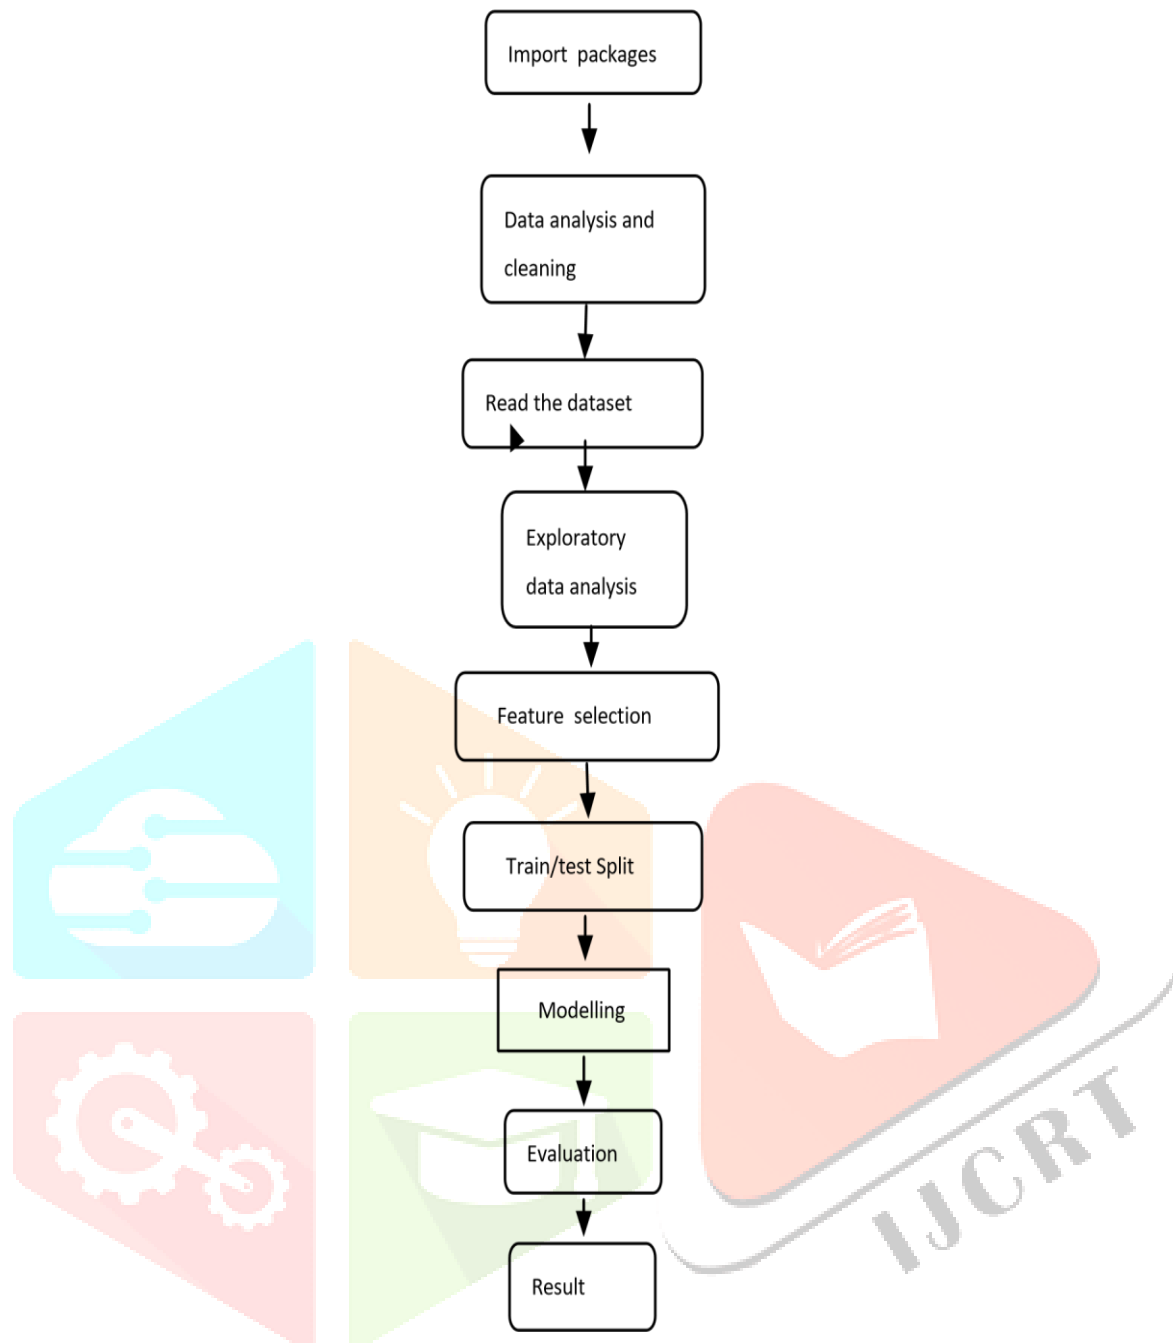 Import packages
Data analysis and
cleaning
Read the dataset
Exploratory
data analysis
Feature selection
Train/test Split
Modelling
Evaluation
Result
IJCRT